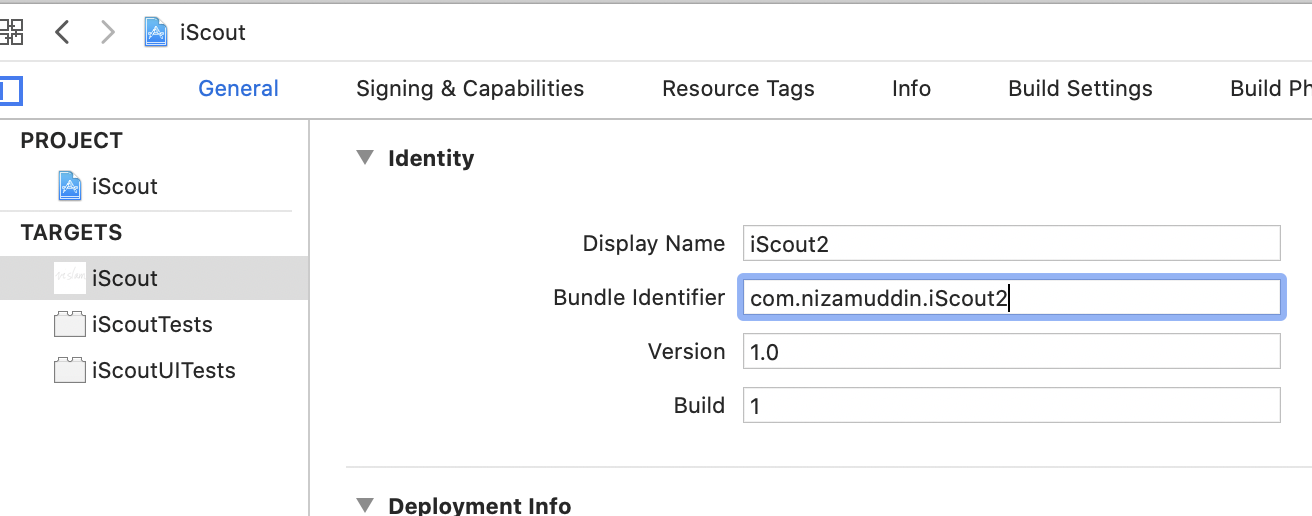 iScout
General Signing & Capabilities Resource Tags Info Build Settings Build Ph
PROJECT
iScout
TARGETS
iScout
iScoutTests
iScoutUITests
Identity
Display Name iScout2
Bundle Identifier com.nizamuddin.iScout2
Version 1.0
Build 1
Deployment Info